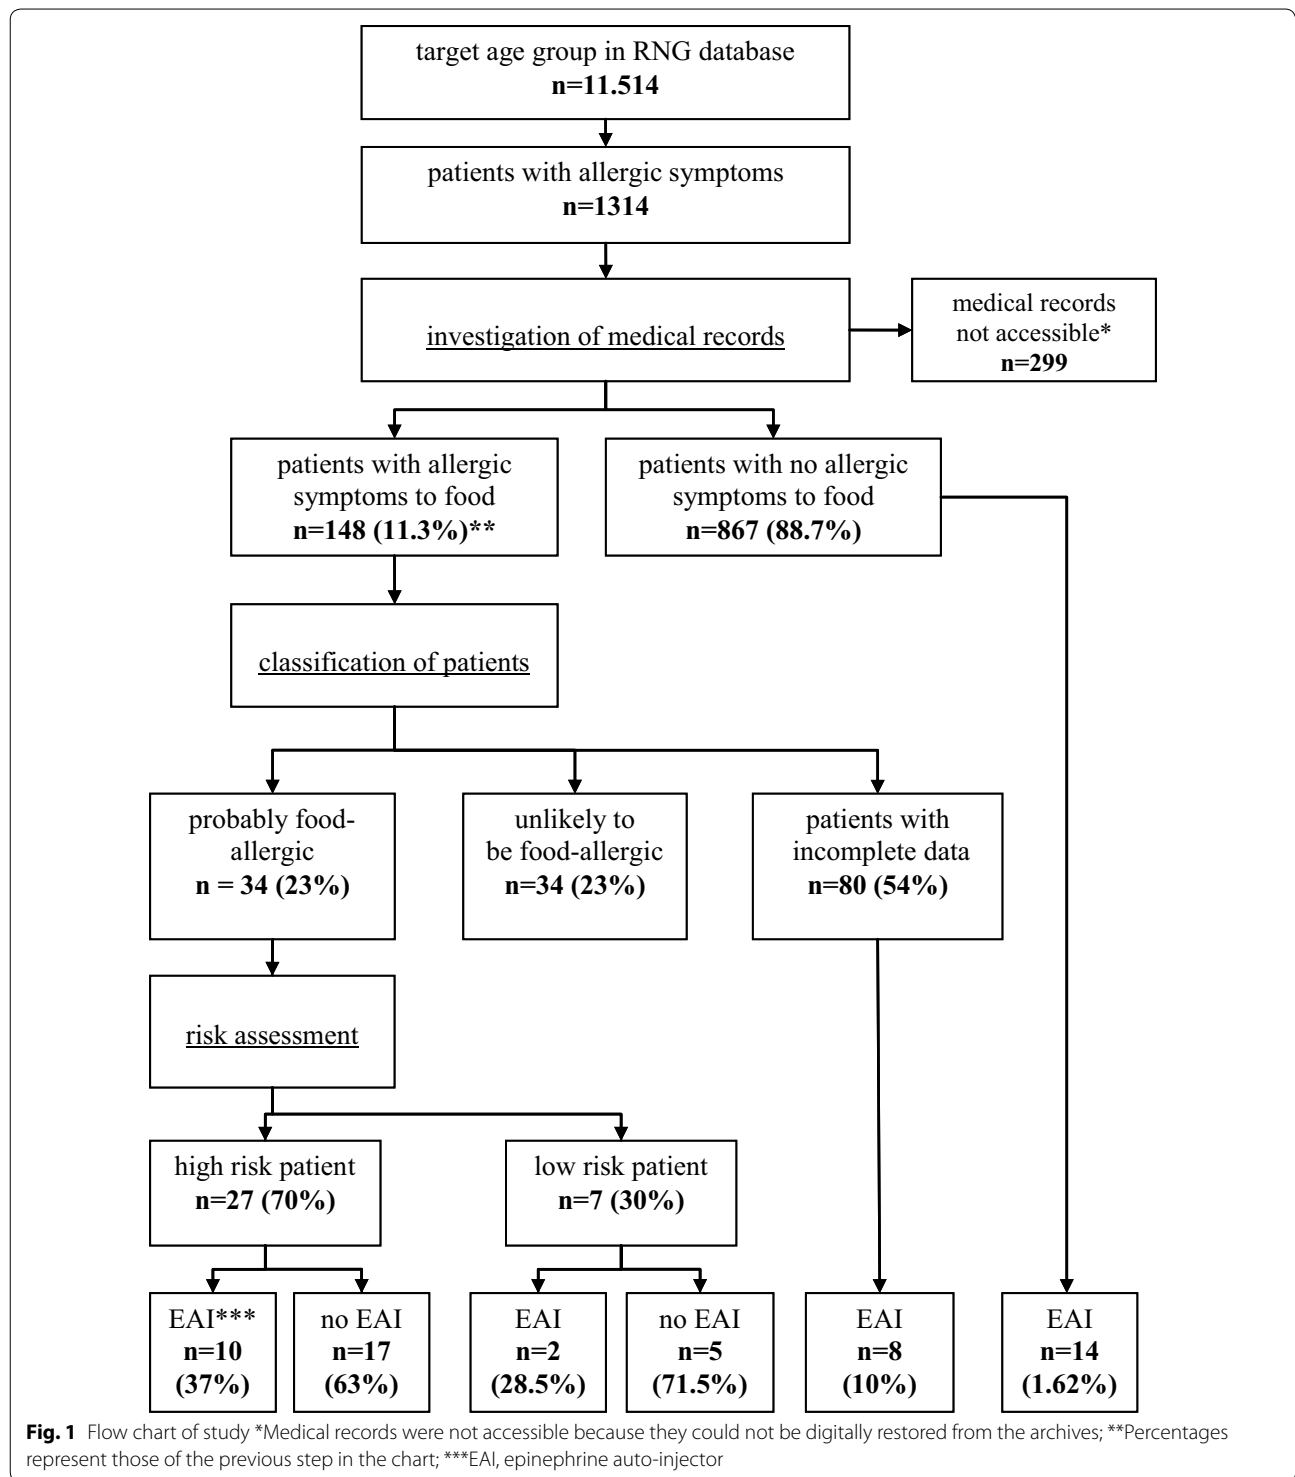 target age group in RNG database
n=11.514
patients with allergic symptoms
n=1314
investigation of medical records
medical records
not accessible*
n=299
patients with allergic
symptoms to food
n=148 (11.3%)**
patients with no allergic
symptoms to food
n=867 (88.7%)
classification of patients
probably food-
allergic
n = 34 (23%)
unlikely to
be food-allergic
n=34 (23%)
patients with
incomplete data
n=80 (54%)
risk assessment
high risk patient
n=27 (70%)
low risk patient
n=7 (30%)
EAI***
n=10
(37%)
no EAI
n=17
(63%)
EAI
n=2
(28.5%)
no EAI
n=5
(71.5%)
EAI
n=8
(10%)
EAI
n=14
(1.62%)
Fig. 1 Flow chart of study *Medical records were not accessible because they could not be digitally restored from the archives; **Percentages
represent those of the previous step in the chart; ***EAI, epinephrine auto-injector